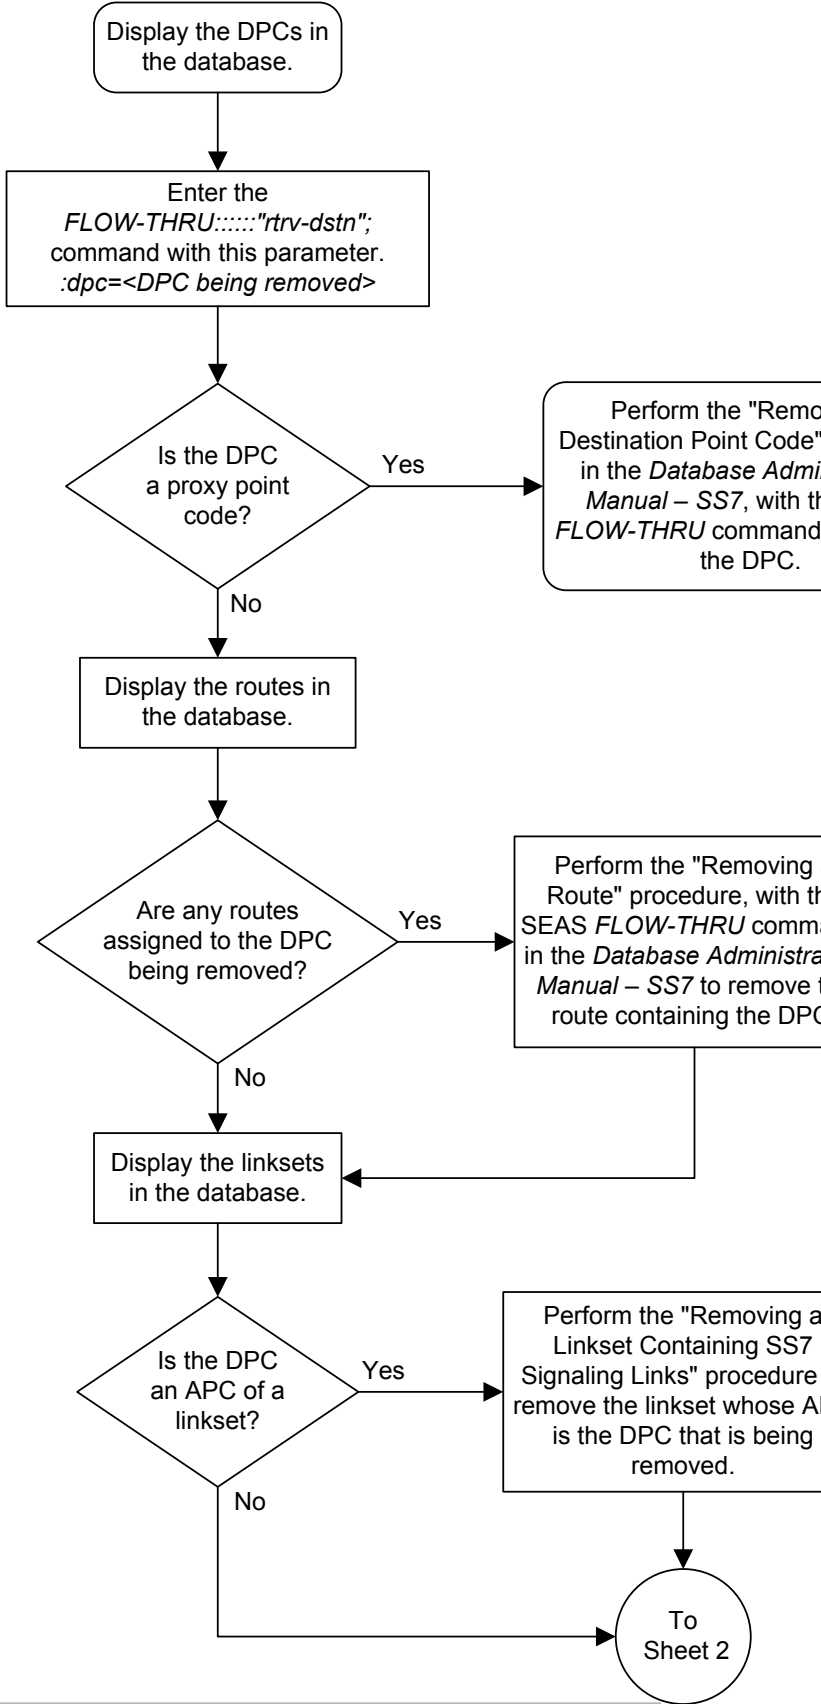 Display the DPCs in
the database.
Enter the
FLOW-THRU::::::"rtrv-dstn";
command with this parameter.
:dpc=<DPC being removed>
Is the DPC
a proxy point
code?
Yes
Perform the "Remo
Destination Point Code"
in the Database Admi
Manual – SS7, with th
FLOW-THRU command
the DPC.
No
Display the routes in
the database.
Are any routes
assigned to the DPC
being removed?
Yes
Perform the "Removing
Route" procedure, with th
SEAS FLOW-THRU comma
in the Database Administra
Manual – SS7 to remove t
route containing the DPC
No
Display the linksets
in the database.
Is the DPC
an APC of a
linkset?
Yes
Perform the "Removing a
Linkset Containing SS7
Signaling Links" procedure
remove the linkset whose A
is the DPC that is being
removed.
No
To
Sheet 2